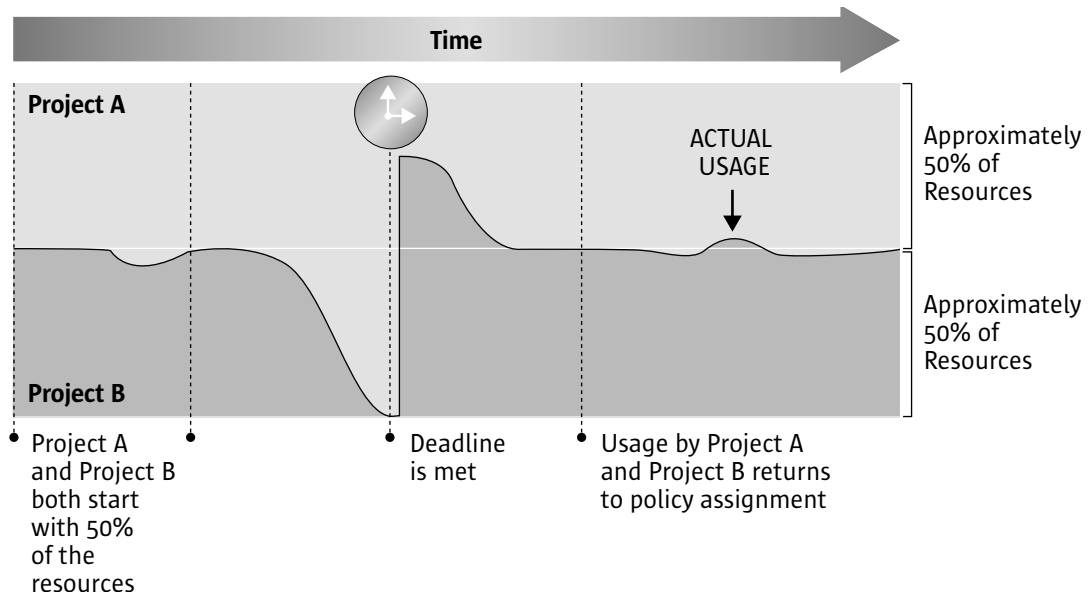 Time
Project A
ACTUAL
USAGE
Approximately
50% of
Resources
Approximately
50% of
Resources
Project B
Project A
and Project B
both start
with 50%
of the
resources
Deadline
is met
Usage by Project A
and Project B returns
to policy assignment